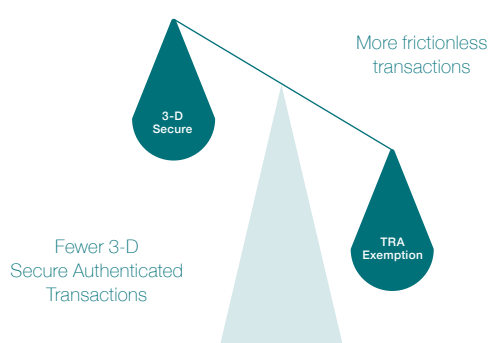 More frictionless
transactions
3-D
Secure
TRA
Exemption
Fewer 3-D
Secure Authenticated
Transactions